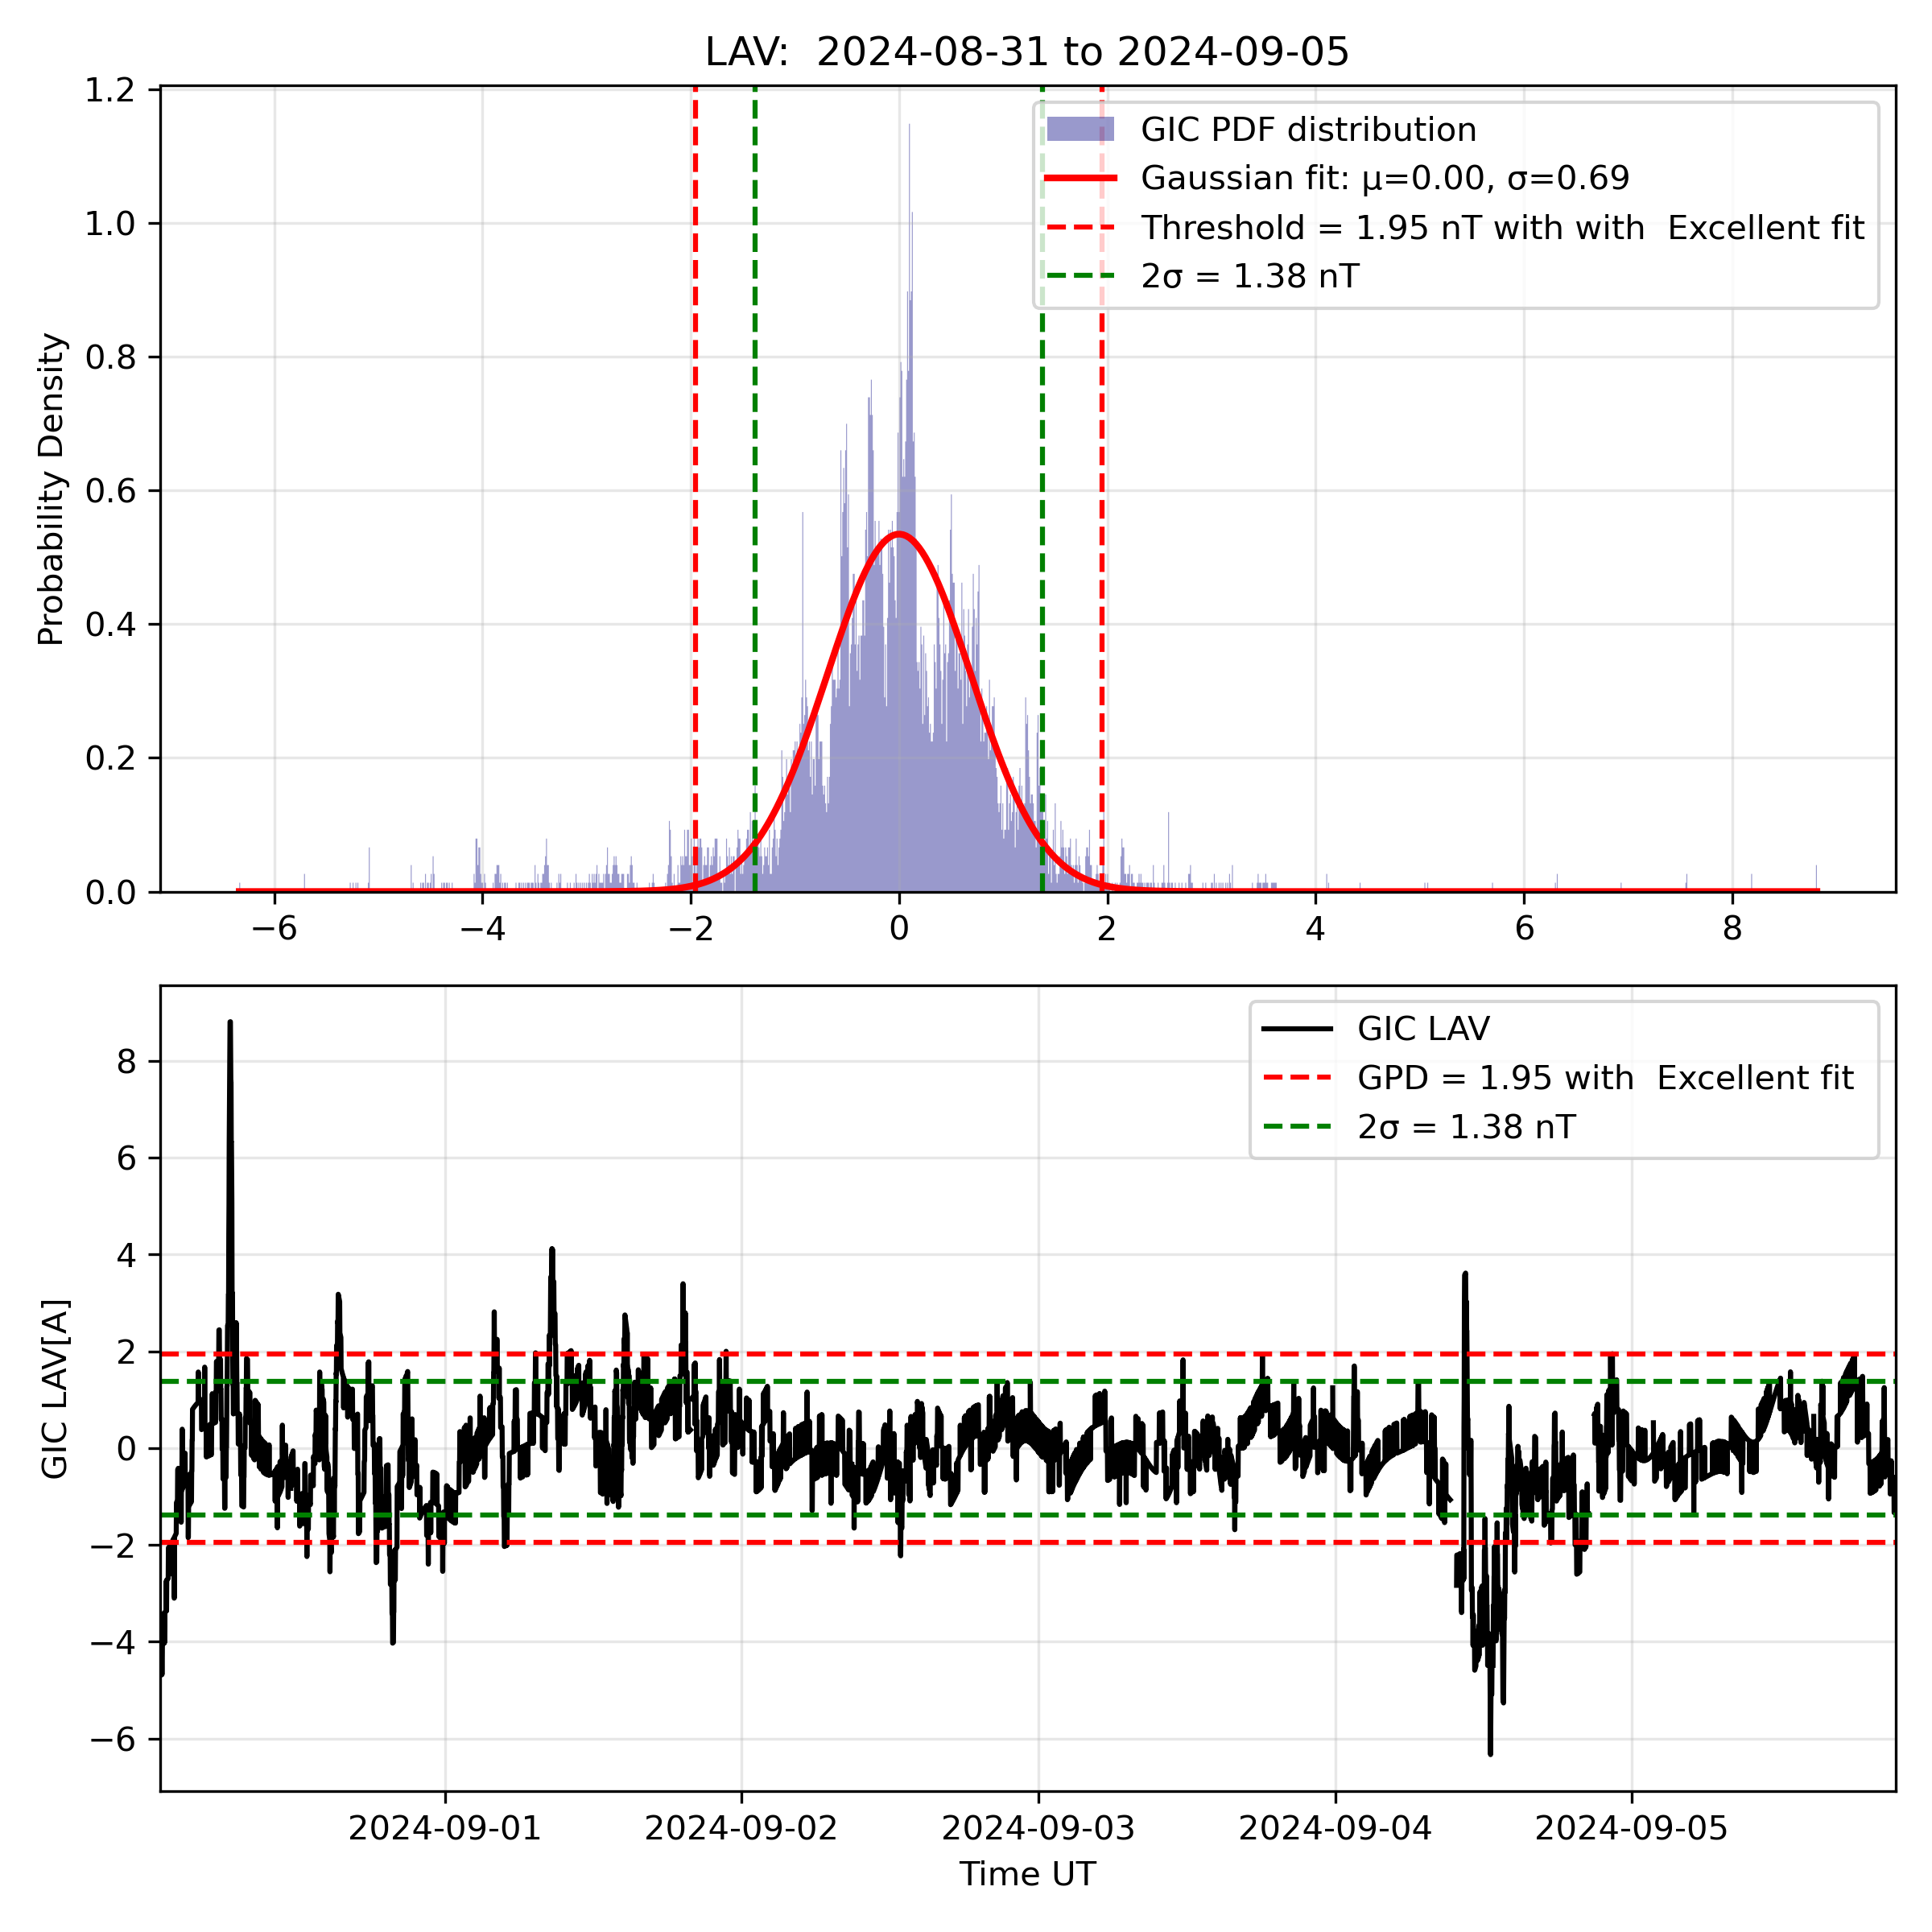 LAV:  2024-08-31 to 2024-09-05
1.2
1.0
0.8
0.6
0.4
0.2
0.0
Probability Density
GIC PDF distribution
Gaussian fit: μ=0.00, σ=0.69
Threshold = 1.95 nT with with  Excellent fit
2σ = 1.38 nT
−6 −4 −2 0 2 4 6 8
8
6
4
2
0
−2
−4
−6
GIC LAV[A]
GIC LAV
GPD = 1.95 with  Excellent fit
2σ = 1.38 nT
2024-09-01 2024-09-02 2024-09-03 2024-09-04 2024-09-05
Time UT